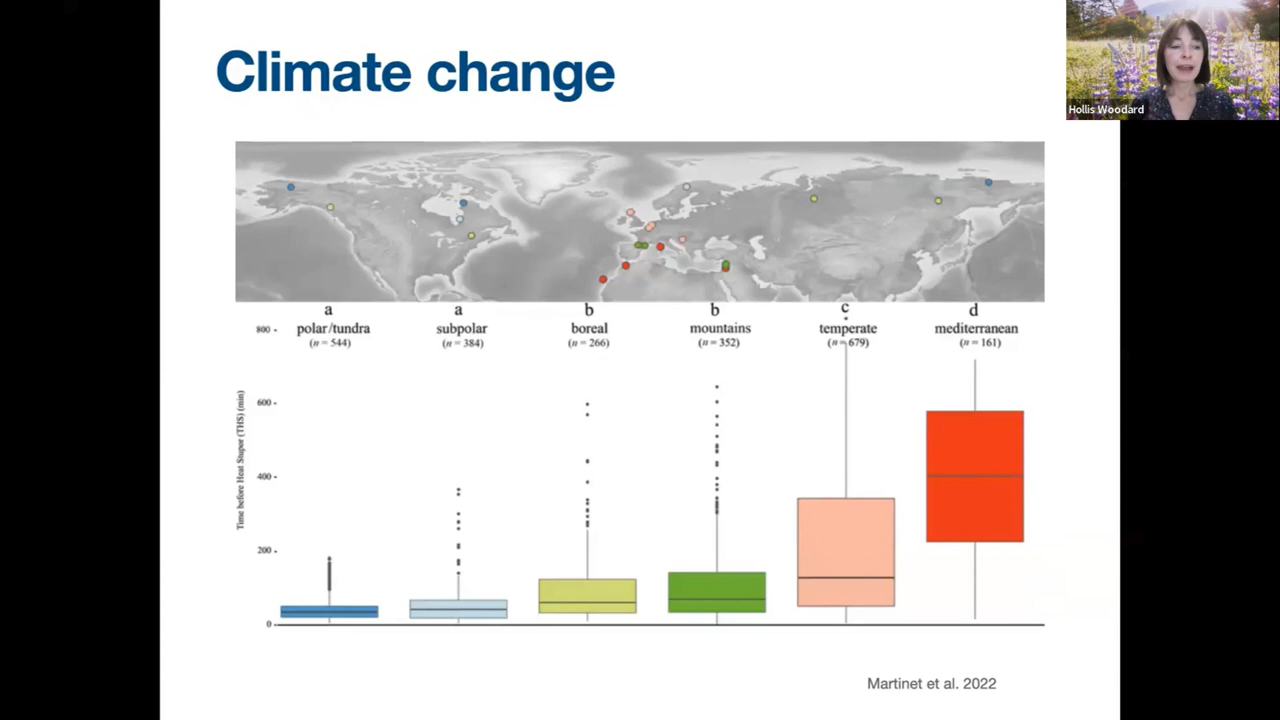 Climate change
Hollis Woodard
a a b b c d
polar/tundra subpolar boreal mountains temperate mediterranean
(n = 544) (n = 384) (n = 266) (n = 352) (n = 679) (n = 161)
Time before Heat Stupor (THS) (min)
800
600
400
200
0
Martinet et al. 2022